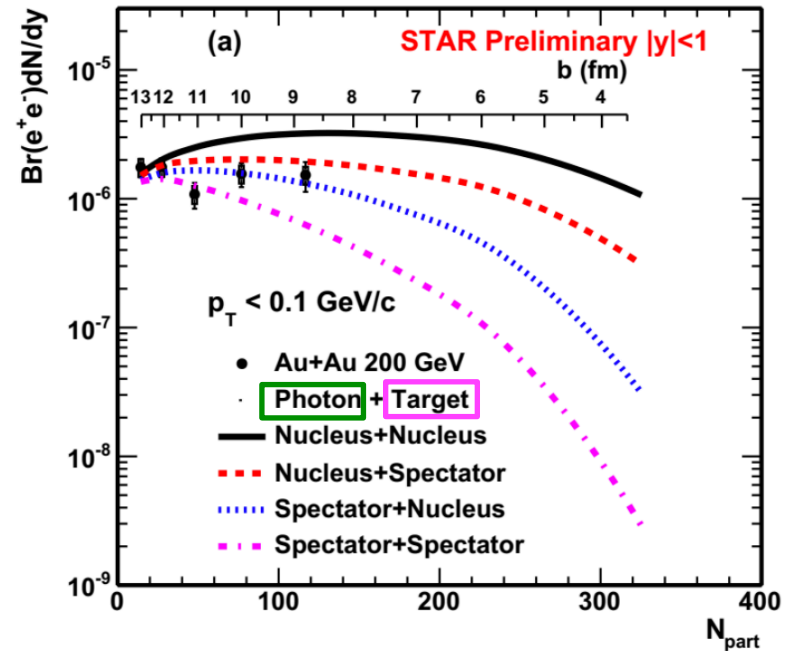 (a)
STAR Preliminary |y|<1
b (fm)
13 12 11 10 9 8 7 6 5 4
Br(e⁺e⁻)dN/dy
10⁻⁵
10⁻⁶
10⁻⁷
10⁻⁸
10⁻⁹
p_T < 0.1 GeV/c
Au+Au 200 GeV
Photon + Target
Nucleus+Nucleus
Nucleus+Spectator
Spectator+Nucleus
Spectator+Spectator
0 100 200 300 400
N_part